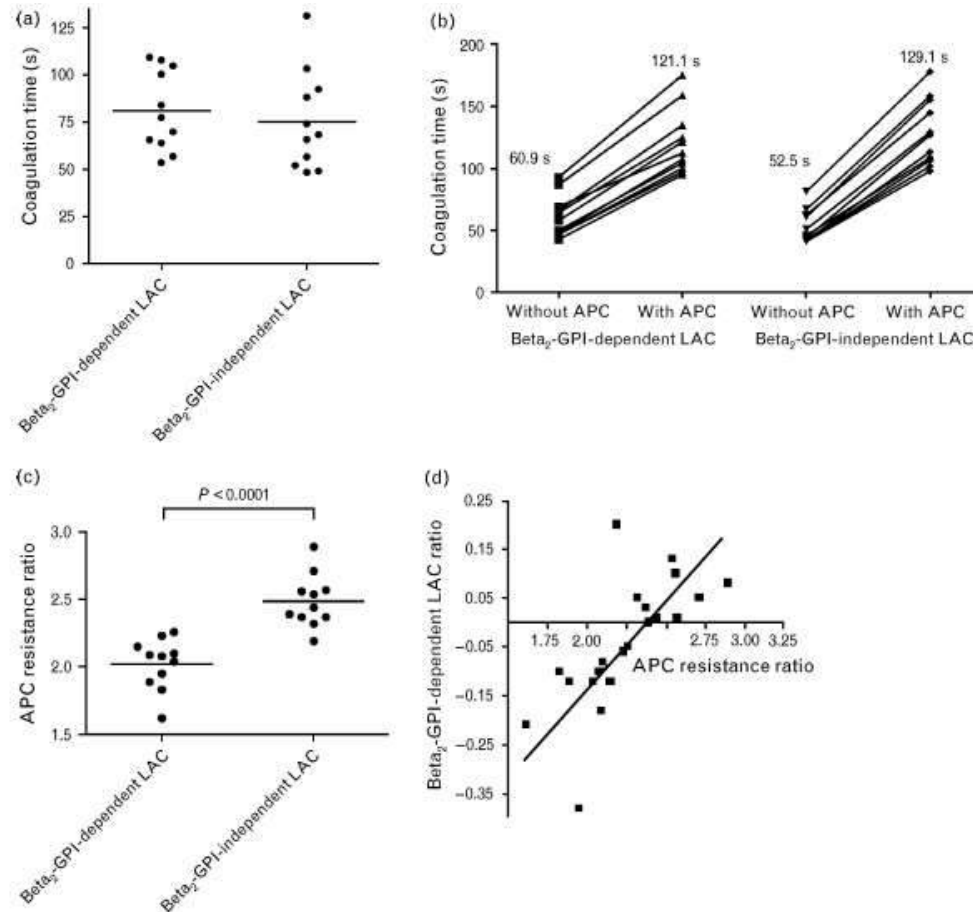 (a)
Coagulation time (s)
125
100
75
50
25
0
Beta₂-GPI-dependent LAC
Beta₂-GPI-independent LAC
(b)
Coagulation time (s)
200
150
100
50
0
60.9 s
121.1 s
52.5 s
129.1 s
Without APC
With APC
Without APC
With APC
Beta₂-GPI-dependent LAC
Beta₂-GPI-independent LAC
(c)
P < 0.0001
APC resistance ratio
3.0
2.5
2.0
1.5
Beta₂-GPI-dependent LAC
Beta₂-GPI-independent LAC
(d)
Beta₂-GPI-dependent LAC ratio
0.25
0.15
0.05
−0.05
−0.15
−0.25
−0.35
1.75 2.00 2.75 3.00 3.25
APC resistance ratio